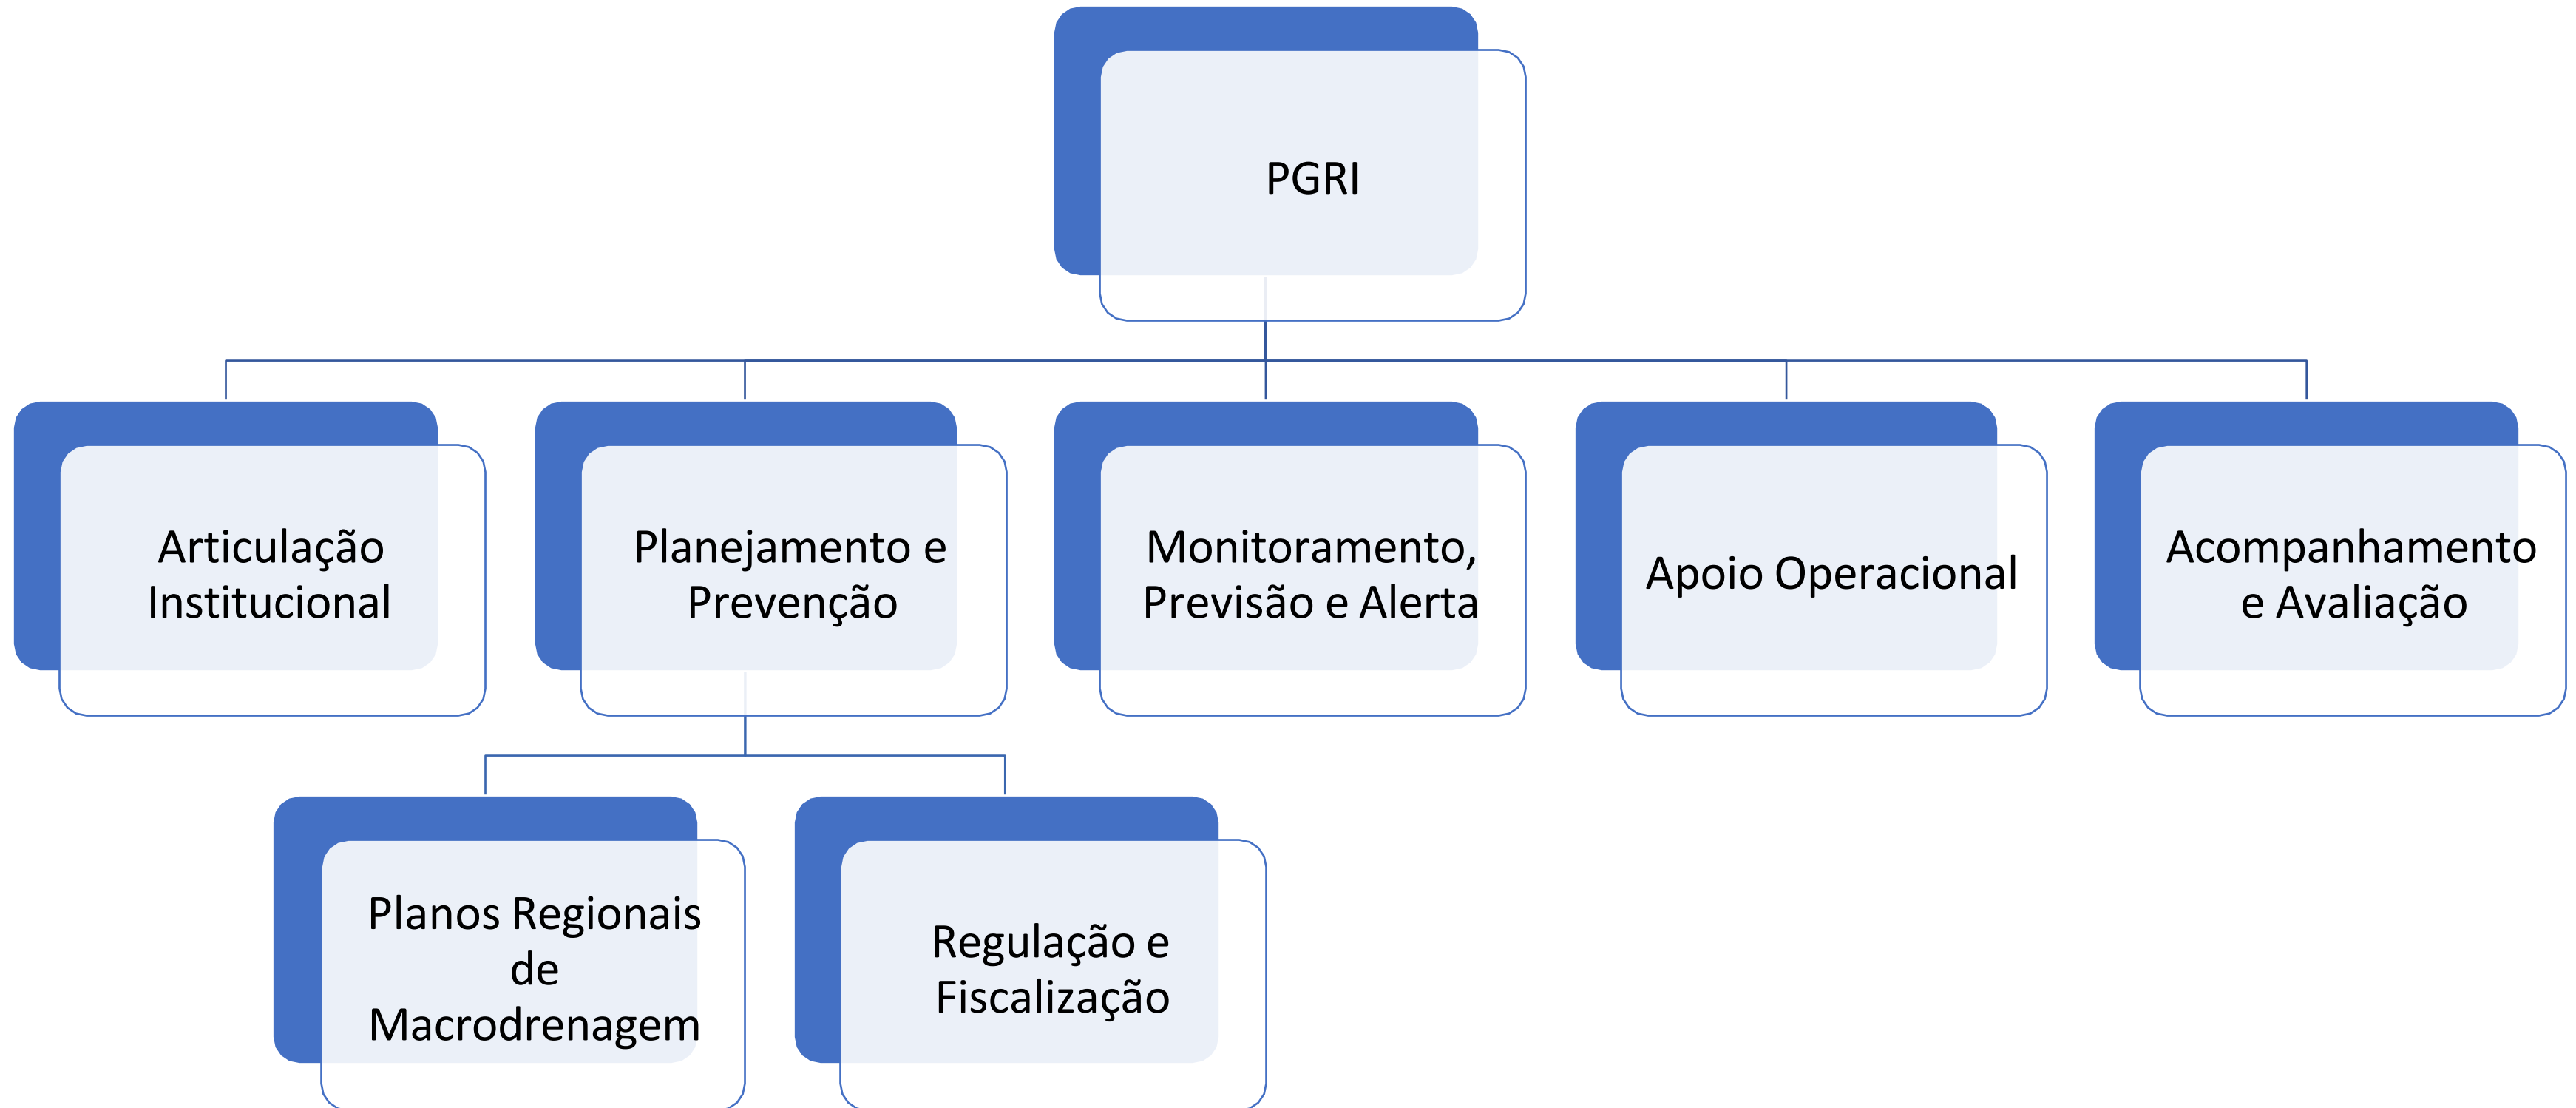 PGRI
Articulação
Institucional
Planejamento e
Prevenção
Monitoramento,
Previsão e Alerta
Apoio Operacional
Acompanhamento
e Avaliação
Planos Regionais
de
Macrodrenagem
Regulação e
Fiscalização